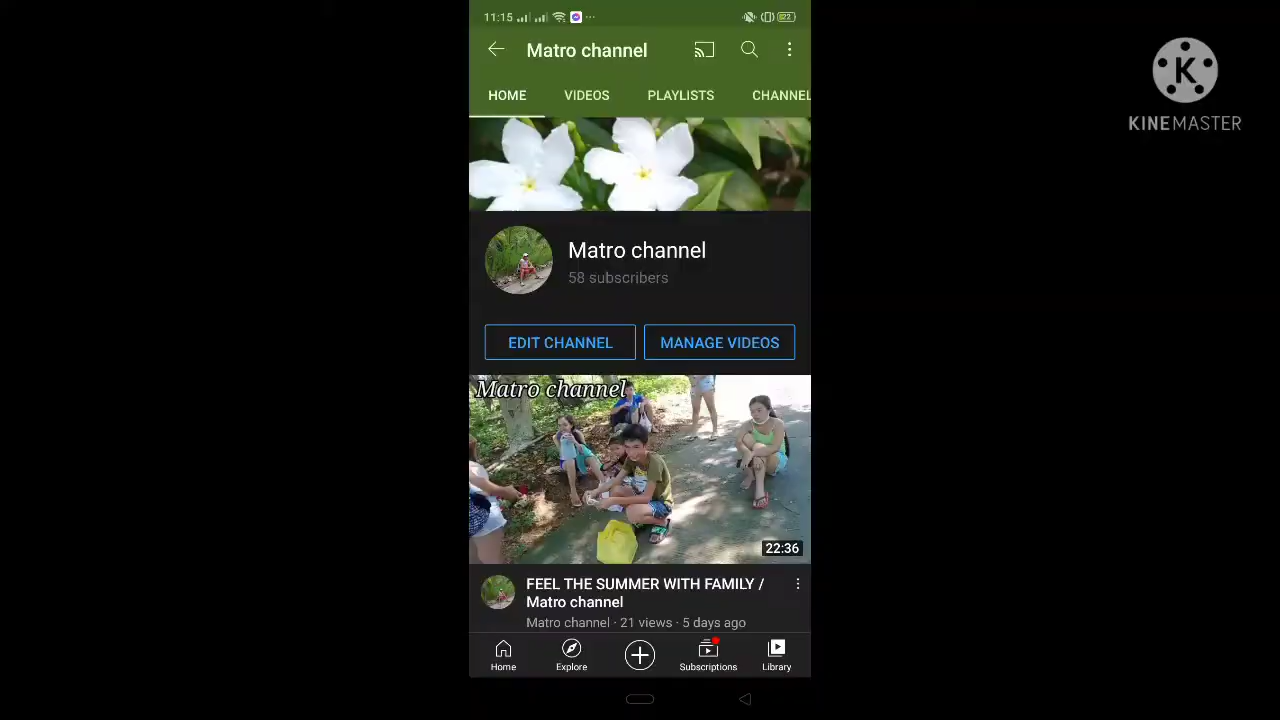 11:15
22
Matro channel
HOME VIDEOS PLAYLISTS CHANNEL
Matro channel
58 subscribers
EDIT CHANNEL MANAGE VIDEOS
Matro channel
22:36
FEEL THE SUMMER WITH FAMILY /
Matro channel
Matro channel · 21 views · 5 days ago
Home Explore Subscriptions Library
K
KINEMASTER